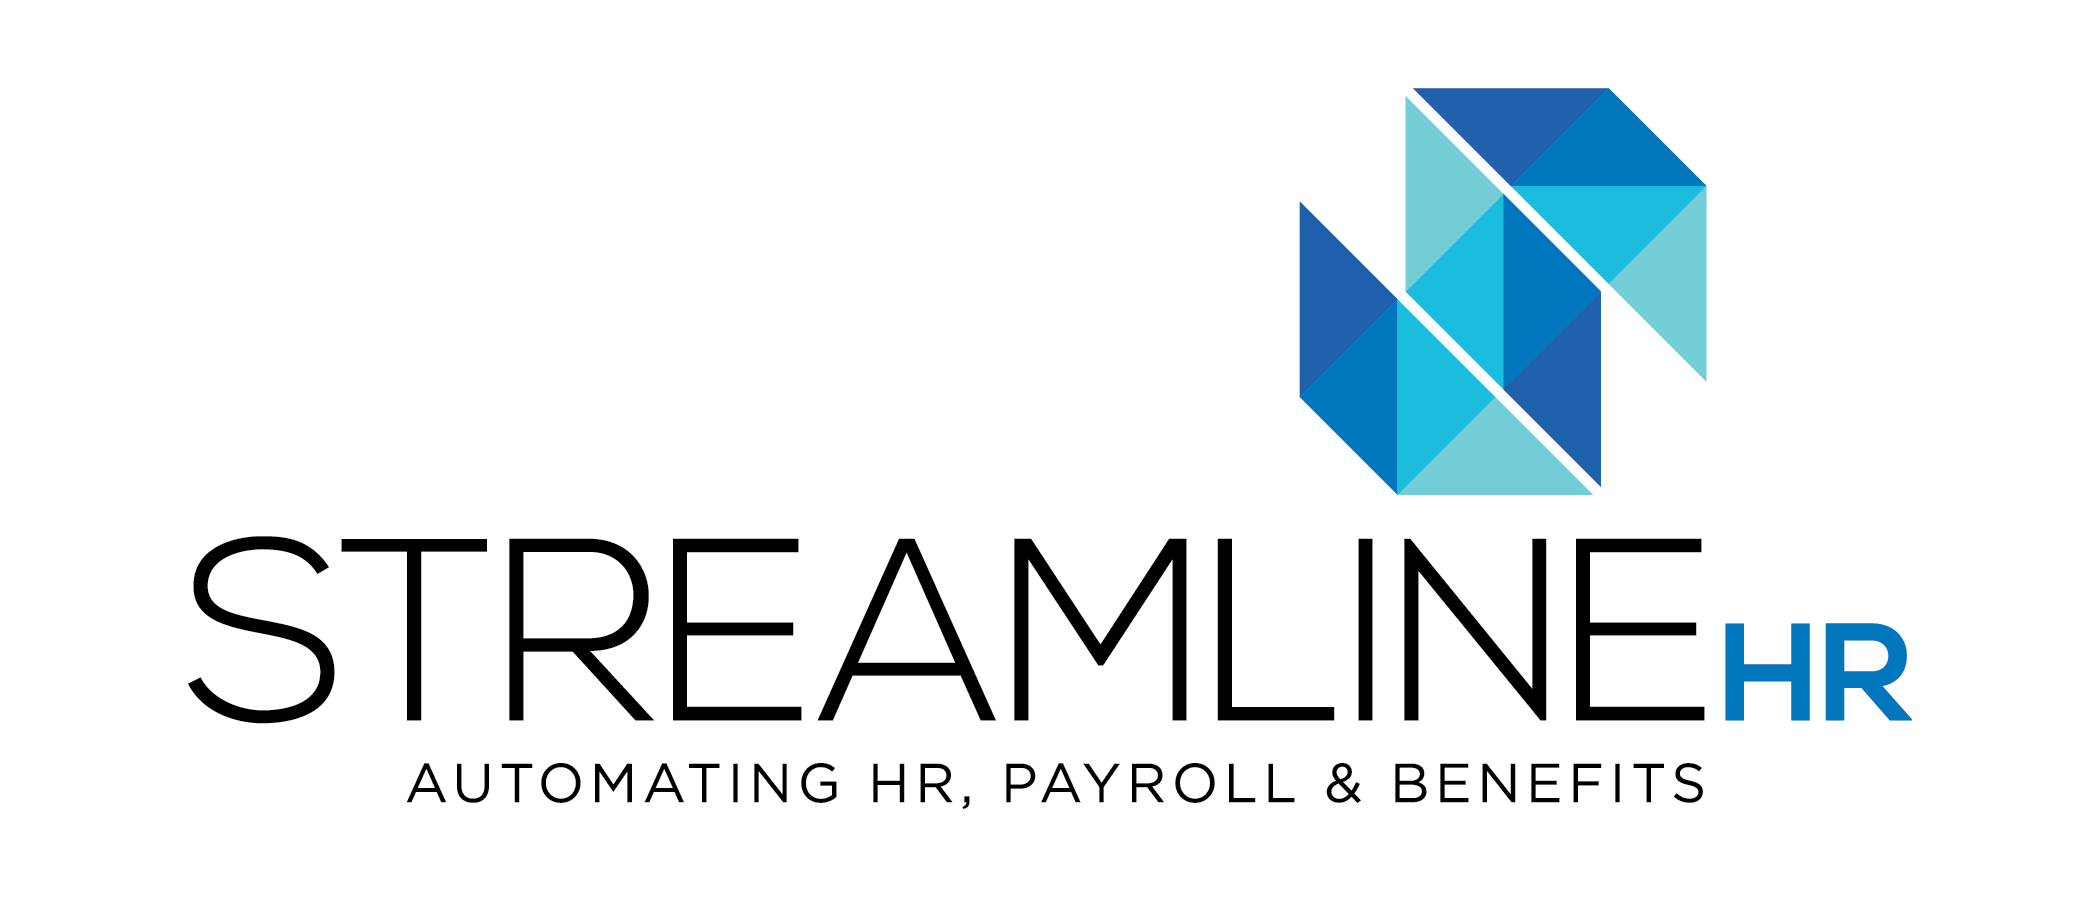 STREAMLINEHR
AUTOMATING HR, PAYROLL & BENEFITS